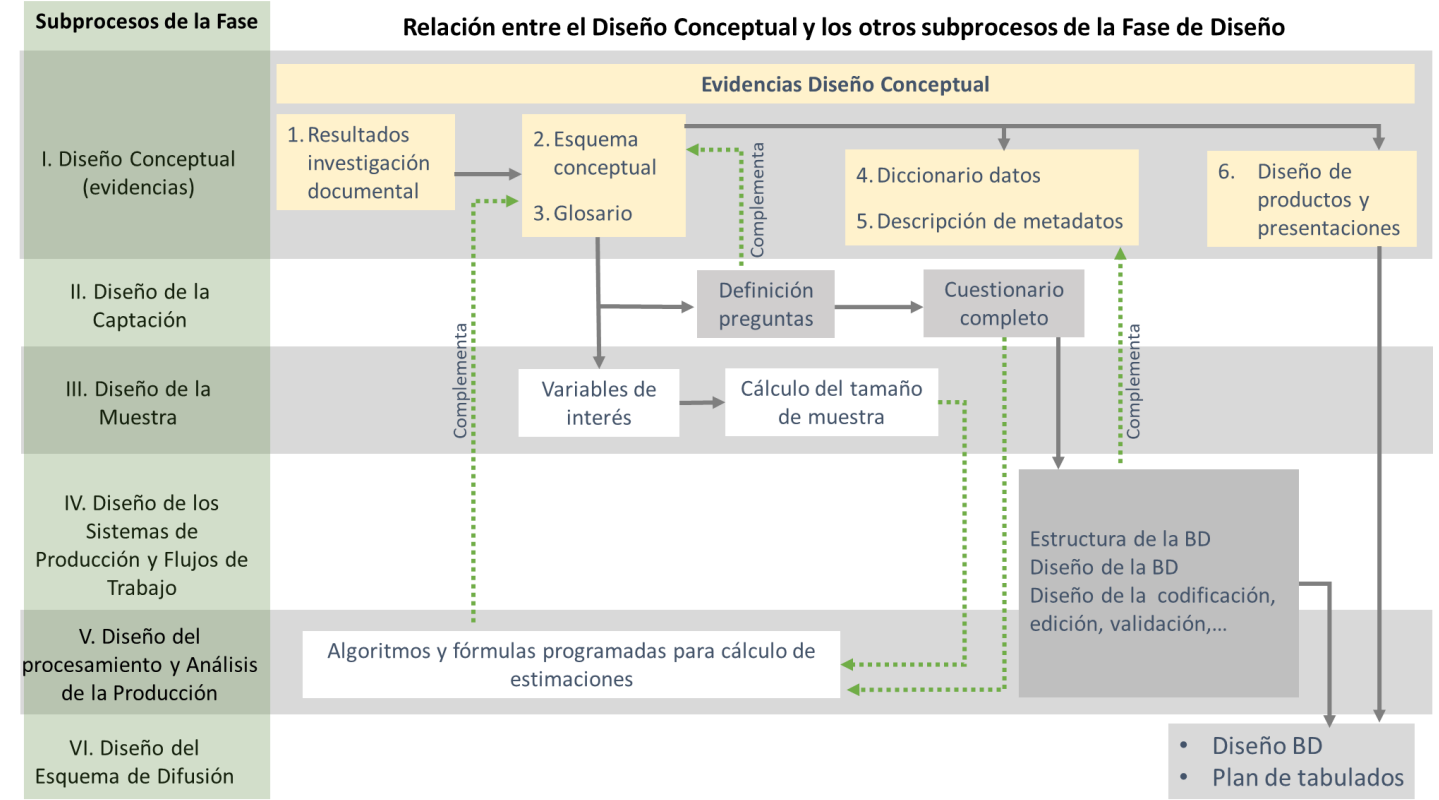 Subprocesos de la Fase
Relación entre el Diseño Conceptual y los otros subprocesos de la Fase de Diseño
Evidencias Diseño Conceptual
I. Diseño Conceptual
(evidencias)
1. Resultados
investigación
documental
2. Esquema
conceptual
3. Glosario
Complementa
4. Diccionario datos
5. Descripción de metadatos
6. Diseño de
productos y
presentaciones
II. Diseño de la
Captación
Definición
preguntas
Cuestionario
completo
Complementa
Complementa
III. Diseño de la
Muestra
Variables de
interés
Cálculo del tamaño
de muestra
IV. Diseño de los
Sistemas de
Producción y Flujos de
Trabajo
Estructura de la BD
Diseño de la BD
Diseño de la codificación,
edición, validación,...
V. Diseño del
procesamiento y Análisis
de la Producción
Algoritmos y fórmulas programadas para cálculo de
estimaciones
VI. Diseño del
Esquema de Difusión
• Diseño BD
• Plan de tabulados